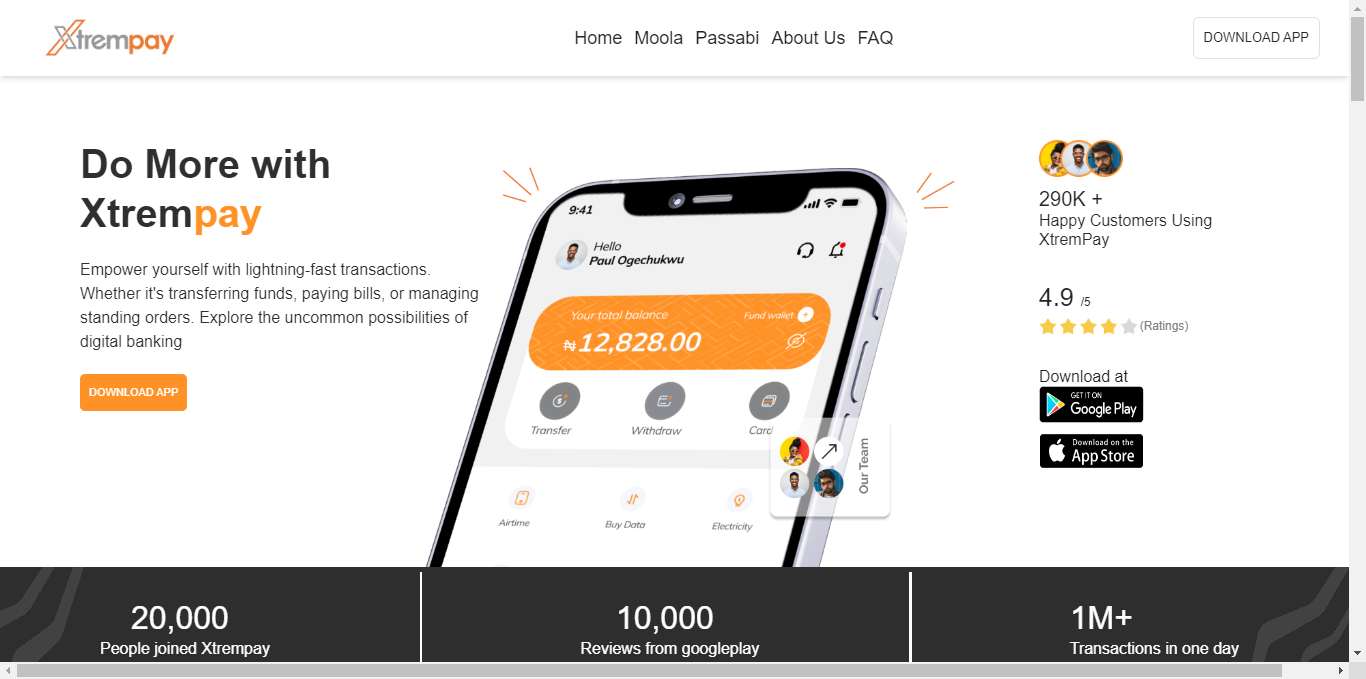 Xtrempay
Home Moola Passabi About Us FAQ
DOWNLOAD APP
Do More with
Xtrempay
Empower yourself with lightning-fast transactions.
Whether it's transferring funds, paying bills, or managing
standing orders. Explore the uncommon possibilities of
digital banking
DOWNLOAD APP
9:41
Hello
Paul Ogechukwu
Your total balance
Fund wallet +
₦12,828.00
Transfer
Withdraw
Card
Airtime
Buy Data
Electricity
Our Team
290K +
Happy Customers Using
XtremPay
4.9 /5
(Ratings)
Download at
GET IT ON
Google Play
Download on the
App Store
20,000
People joined Xtrempay
10,000
Reviews from googleplay
1M+
Transactions in one day